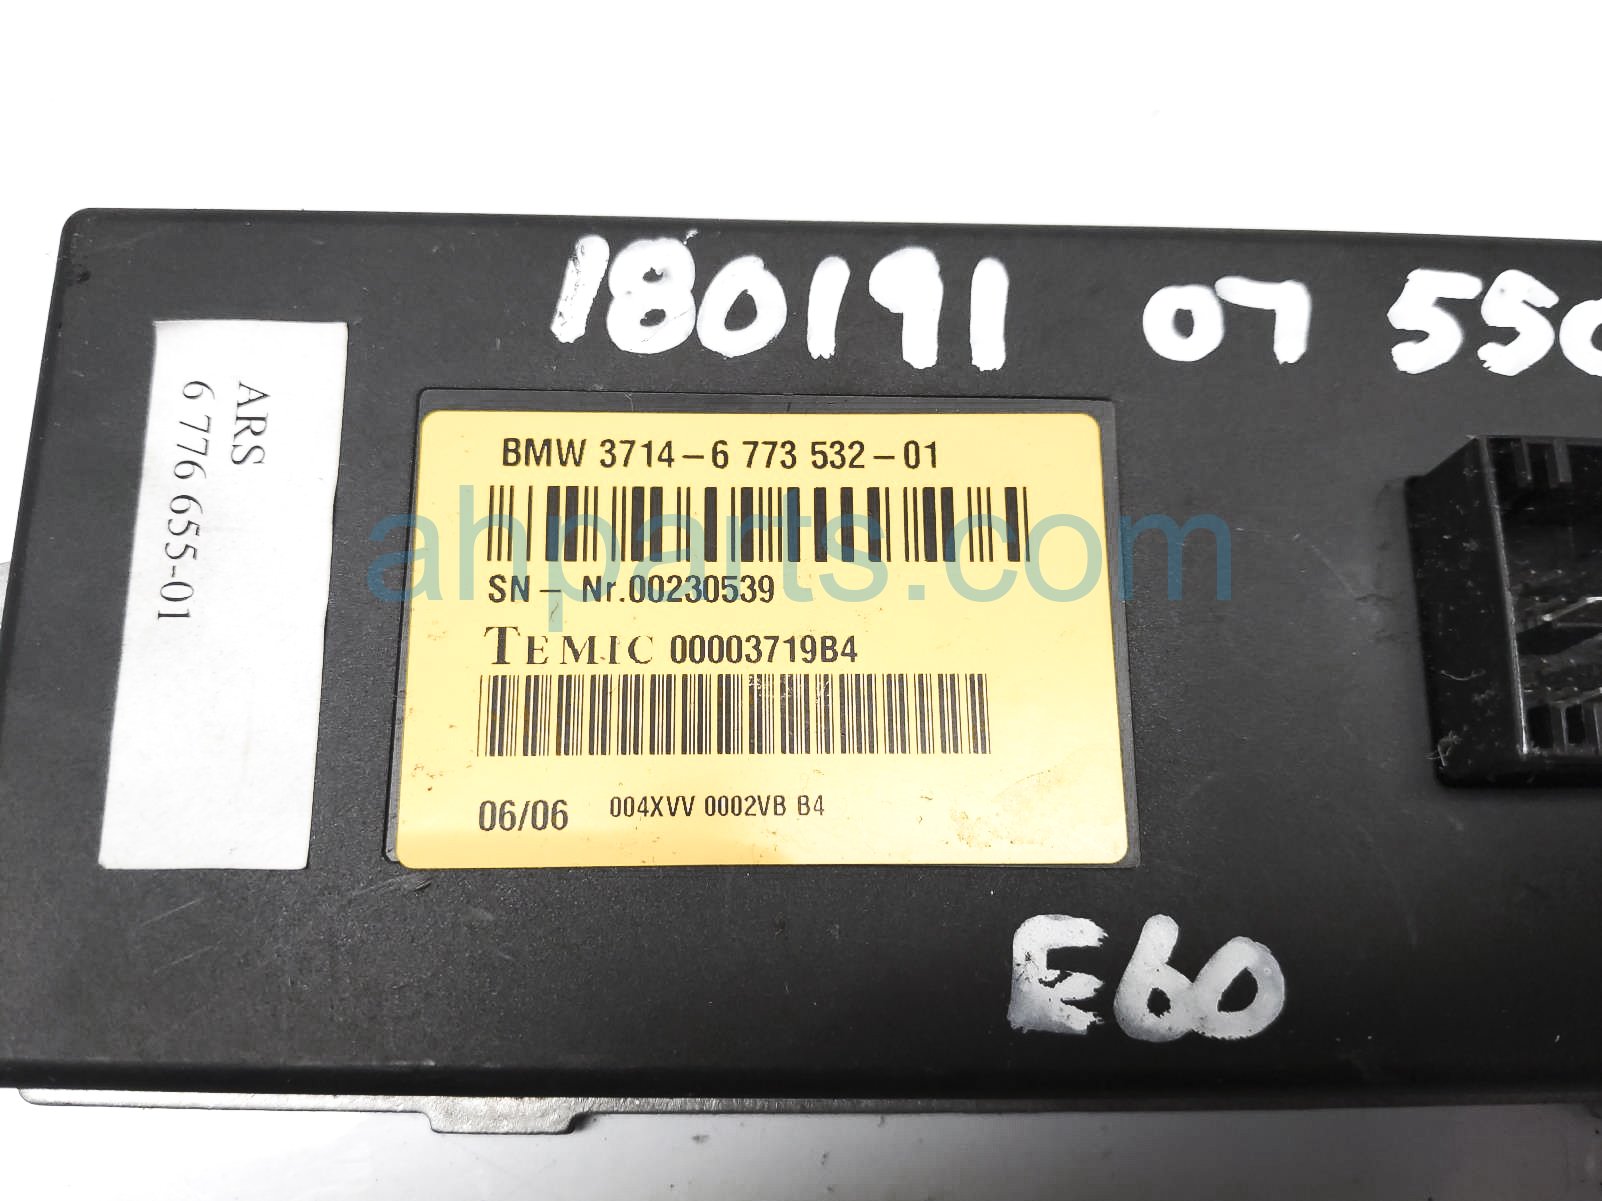 180191 07 550
ARS
6 776 655-01
BMW 3714-6 773 532-01
SN - Nr.00230539
TEMIC 00003719B4
06/06 004XVV 0002VB B4
E60
ahparts.com